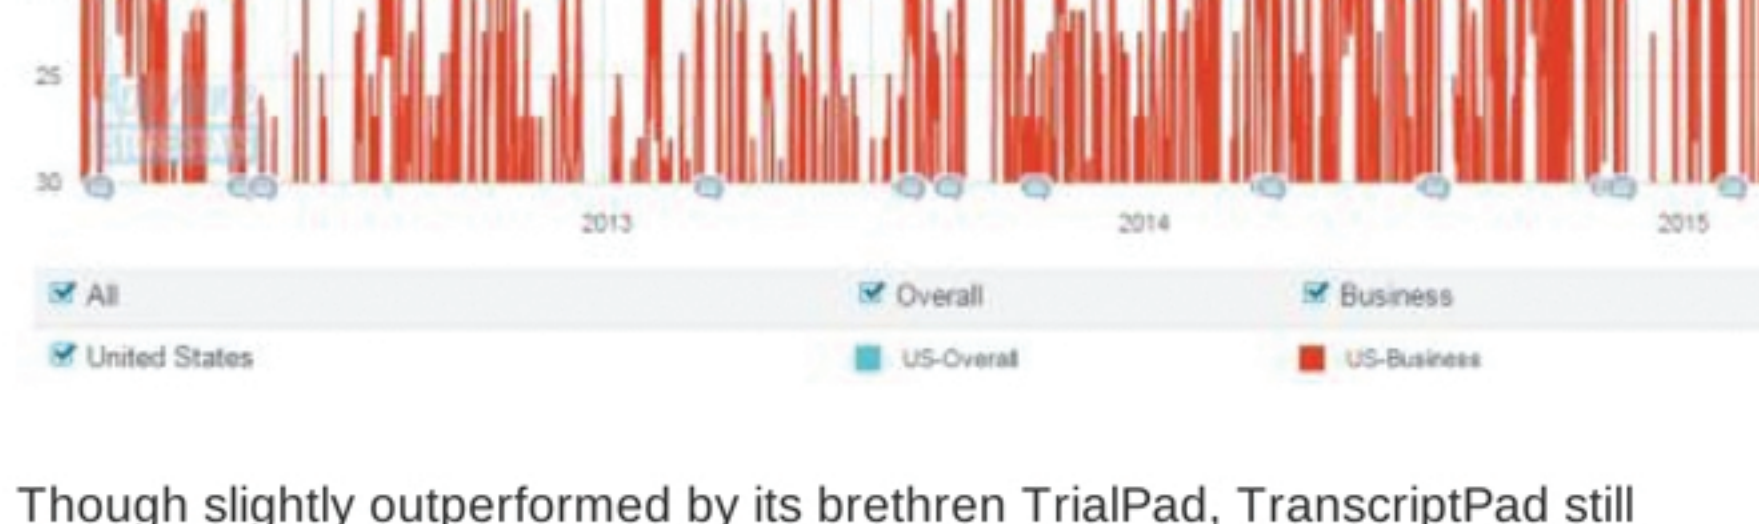 25
30
2013 2014 2015
All Overall Business
United States US-Overall US-Business
Though slightly outperformed by its brethren TrialPad, TranscriptPad still